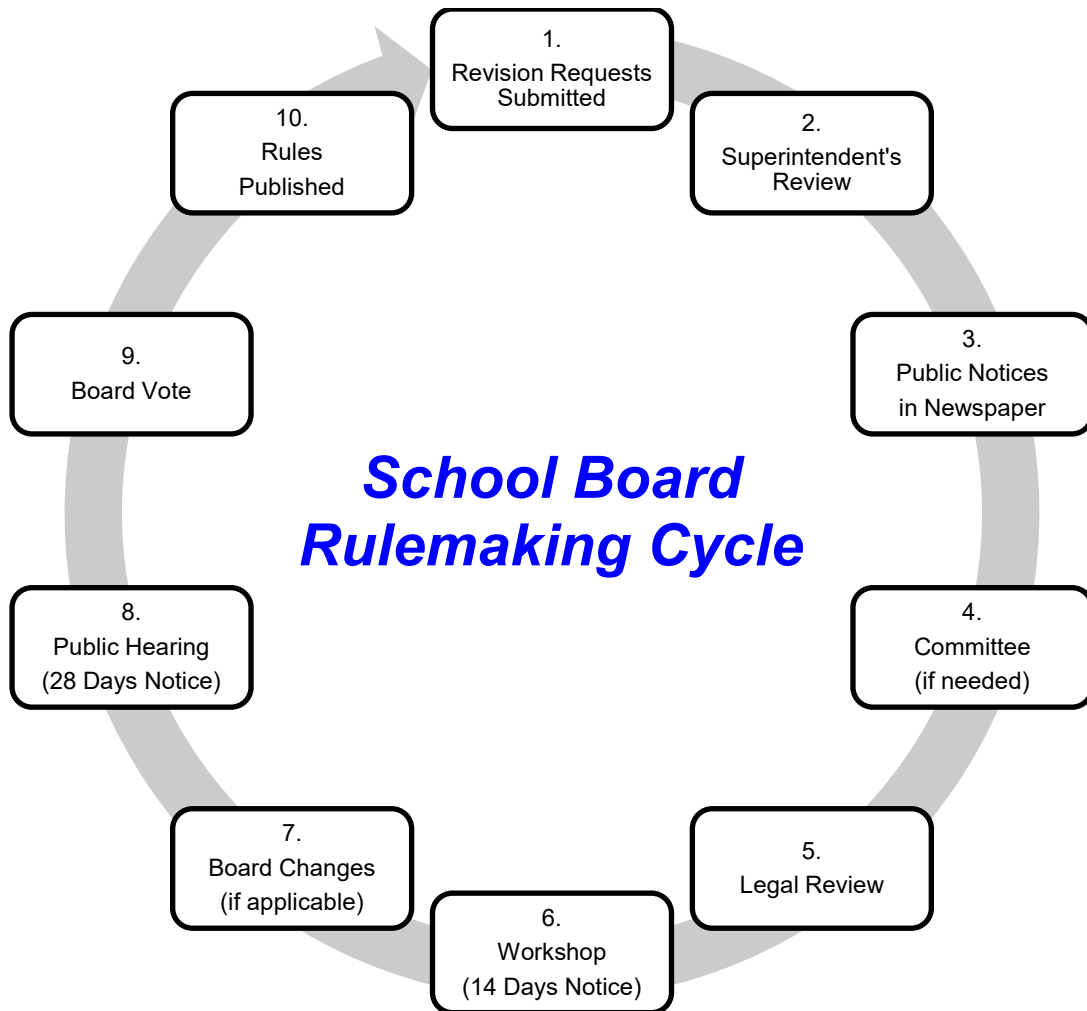 1.
Revision Requests
Submitted
2.
Superintendent's
Review
3.
Public Notices
in Newspaper
4.
Committee
(if needed)
5.
Legal Review
6.
Workshop
(14 Days Notice)
7.
Board Changes
(if applicable)
8.
Public Hearing
(28 Days Notice)
9.
Board Vote
10.
Rules
Published
School Board
Rulemaking Cycle